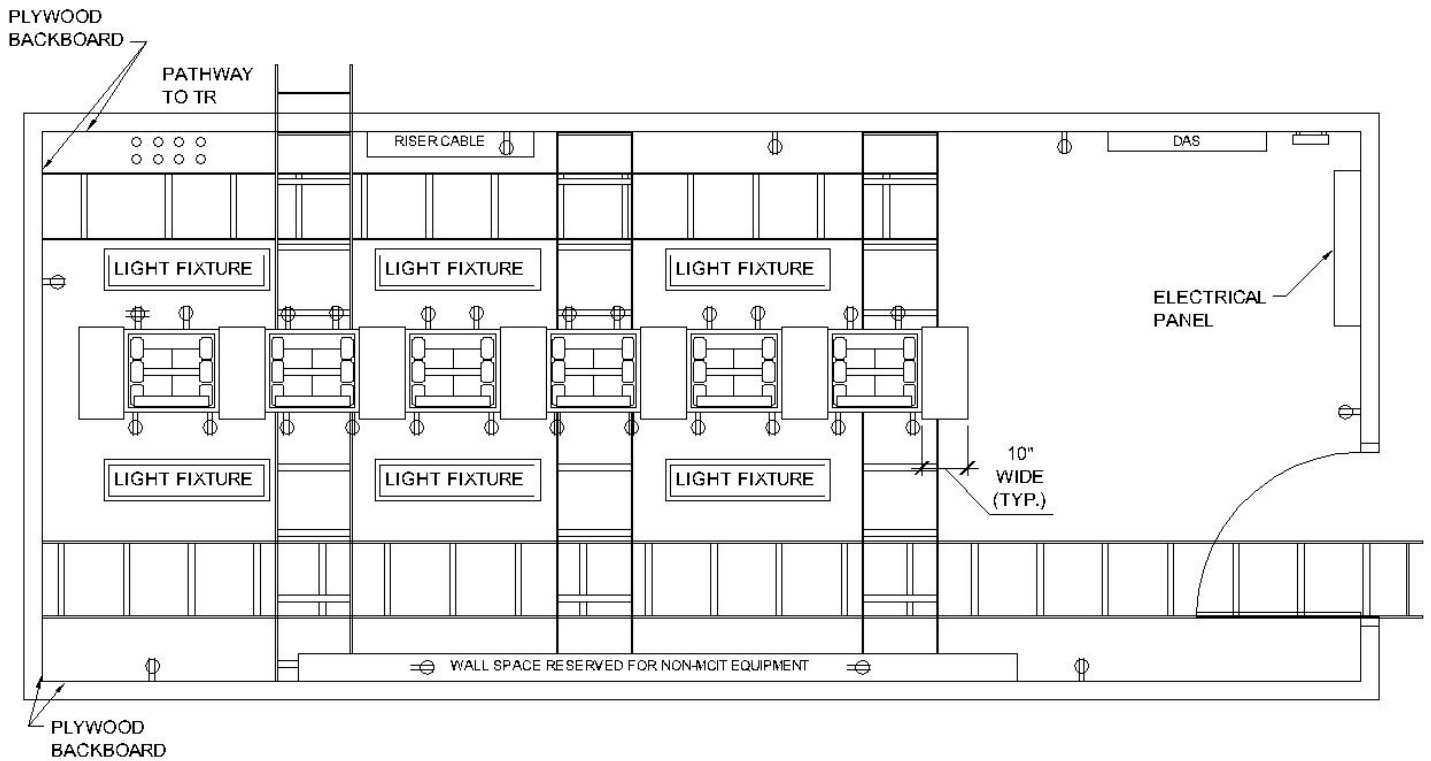 PLYWOOD
BACKBOARD
PATHWAY
TO TR
RISER CABLE
DAS
LIGHT FIXTURE
LIGHT FIXTURE
LIGHT FIXTURE
ELECTRICAL
PANEL
LIGHT FIXTURE
LIGHT FIXTURE
LIGHT FIXTURE
10"
WIDE
(TYP.)
WALL SPACE RESERVED FOR NON-MCIT EQUIPMENT
PLYWOOD
BACKBOARD